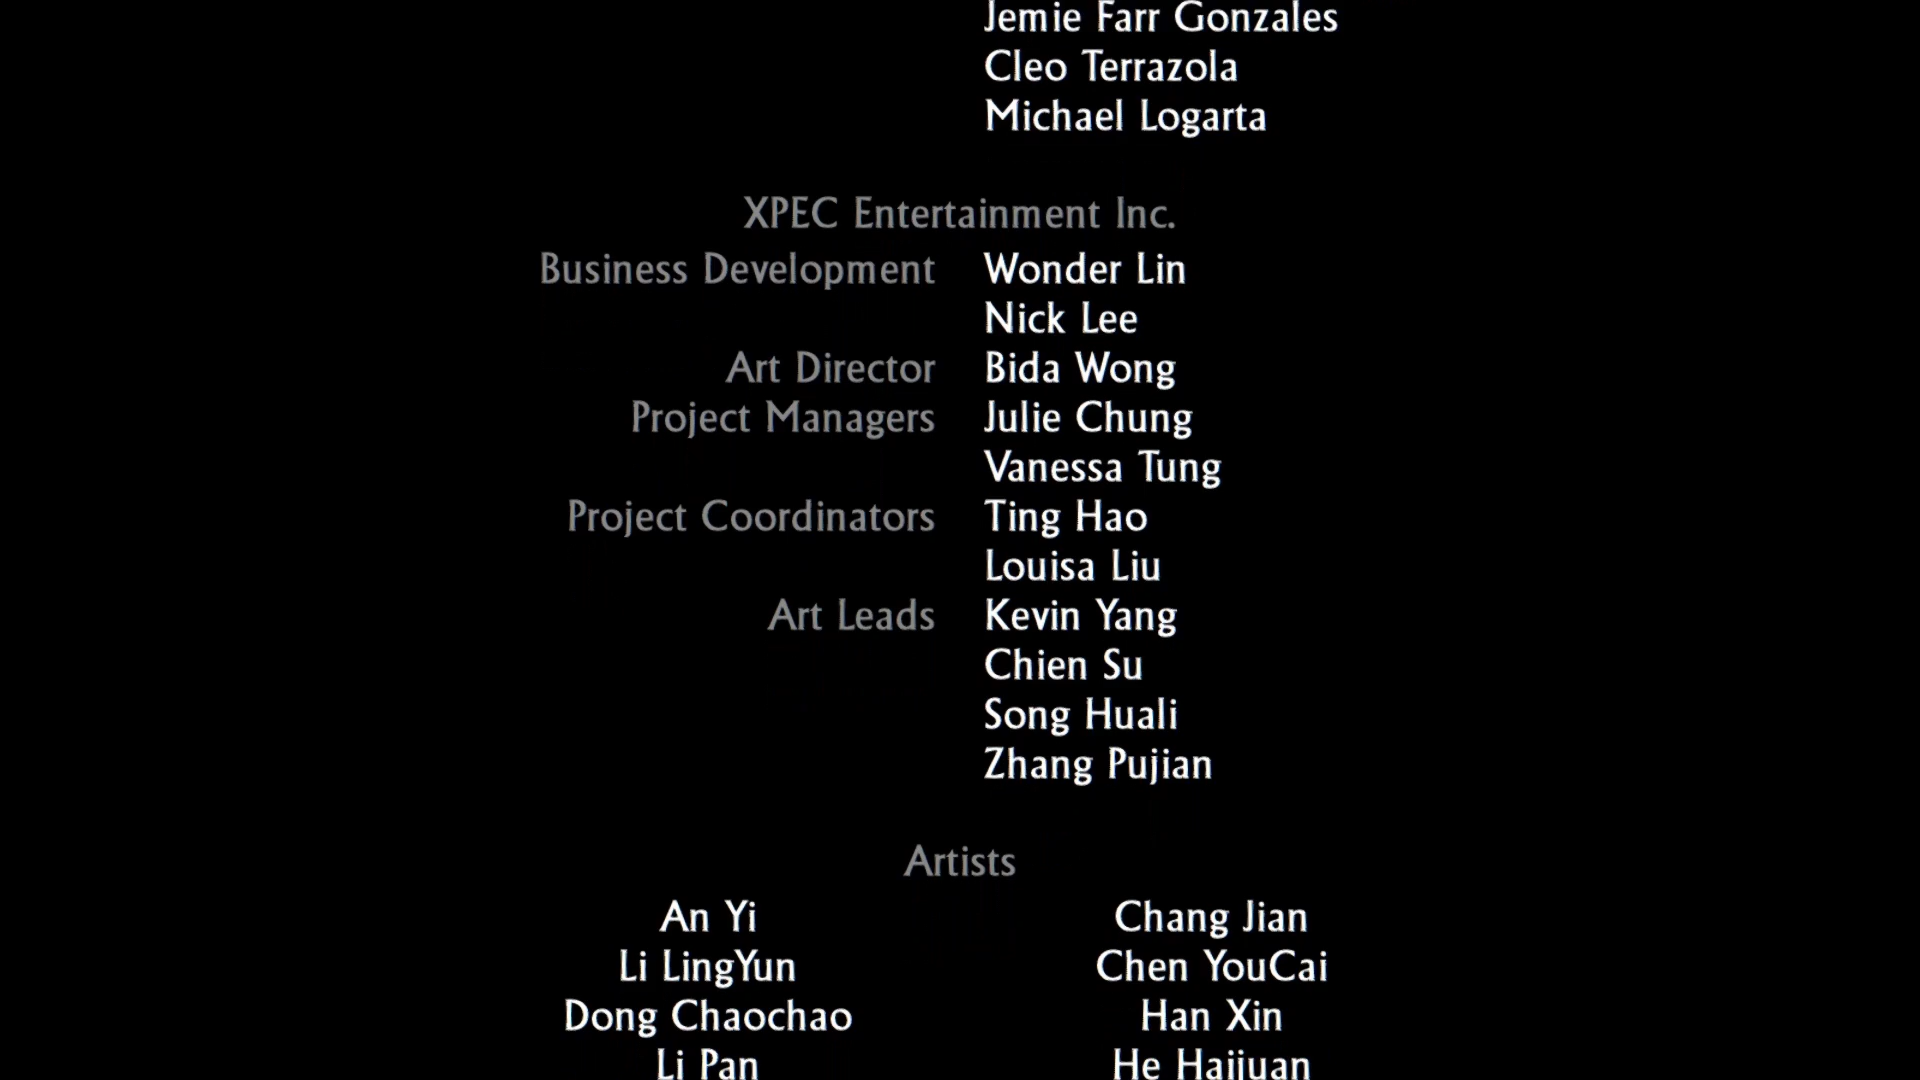 Jemie Farr Gonzales
Cleo Terrazola
Michael Logarta
XPEC Entertainment Inc.
Business Development Wonder Lin
Nick Lee
Art Director Bida Wong
Project Managers Julie Chung
Vanessa Tung
Project Coordinators Ting Hao
Louisa Liu
Art Leads Kevin Yang
Chien Su
Song Huali
Zhang Pujian
Artists
An Yi Chang Jian
Li LingYun Chen YouCai
Dong Chaochao Han Xin
Li Pan He Haijuan